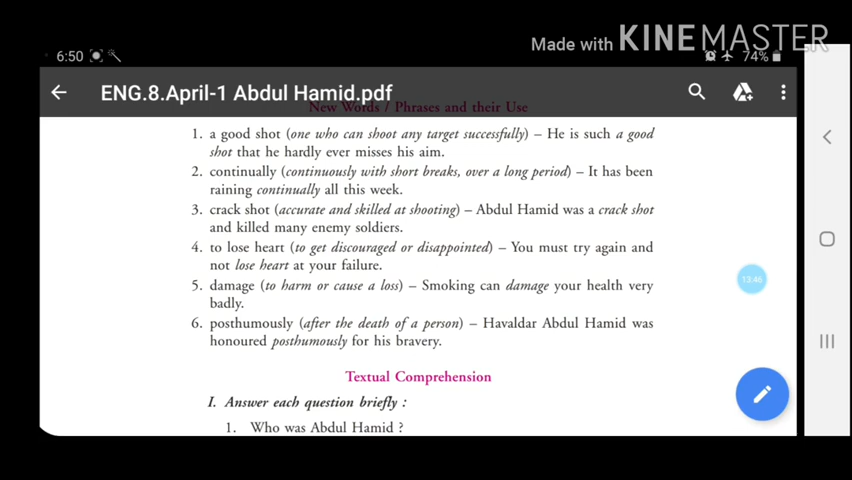 Made with KINEMASTER
6:50
74%
ENG.8.April-1 Abdul Hamid.pdf
New Words / Phrases and their Use
1. a good shot (one who can shoot any target successfully) – He is such a good
shot that he hardly ever misses his aim.
2. continually (continuously with short breaks, over a long period) – It has been
raining continually all this week.
3. crack shot (accurate and skilled at shooting) – Abdul Hamid was a crack shot
and killed many enemy soldiers.
4. to lose heart (to get discouraged or disappointed) – You must try again and
not lose heart at your failure.
5. damage (to harm or cause a loss) – Smoking can damage your health very
badly.
6. posthumously (after the death of a person) – Havaldar Abdul Hamid was
honoured posthumously for his bravery.
13:46
Textual Comprehension
I. Answer each question briefly :
1. Who was Abdul Hamid ?